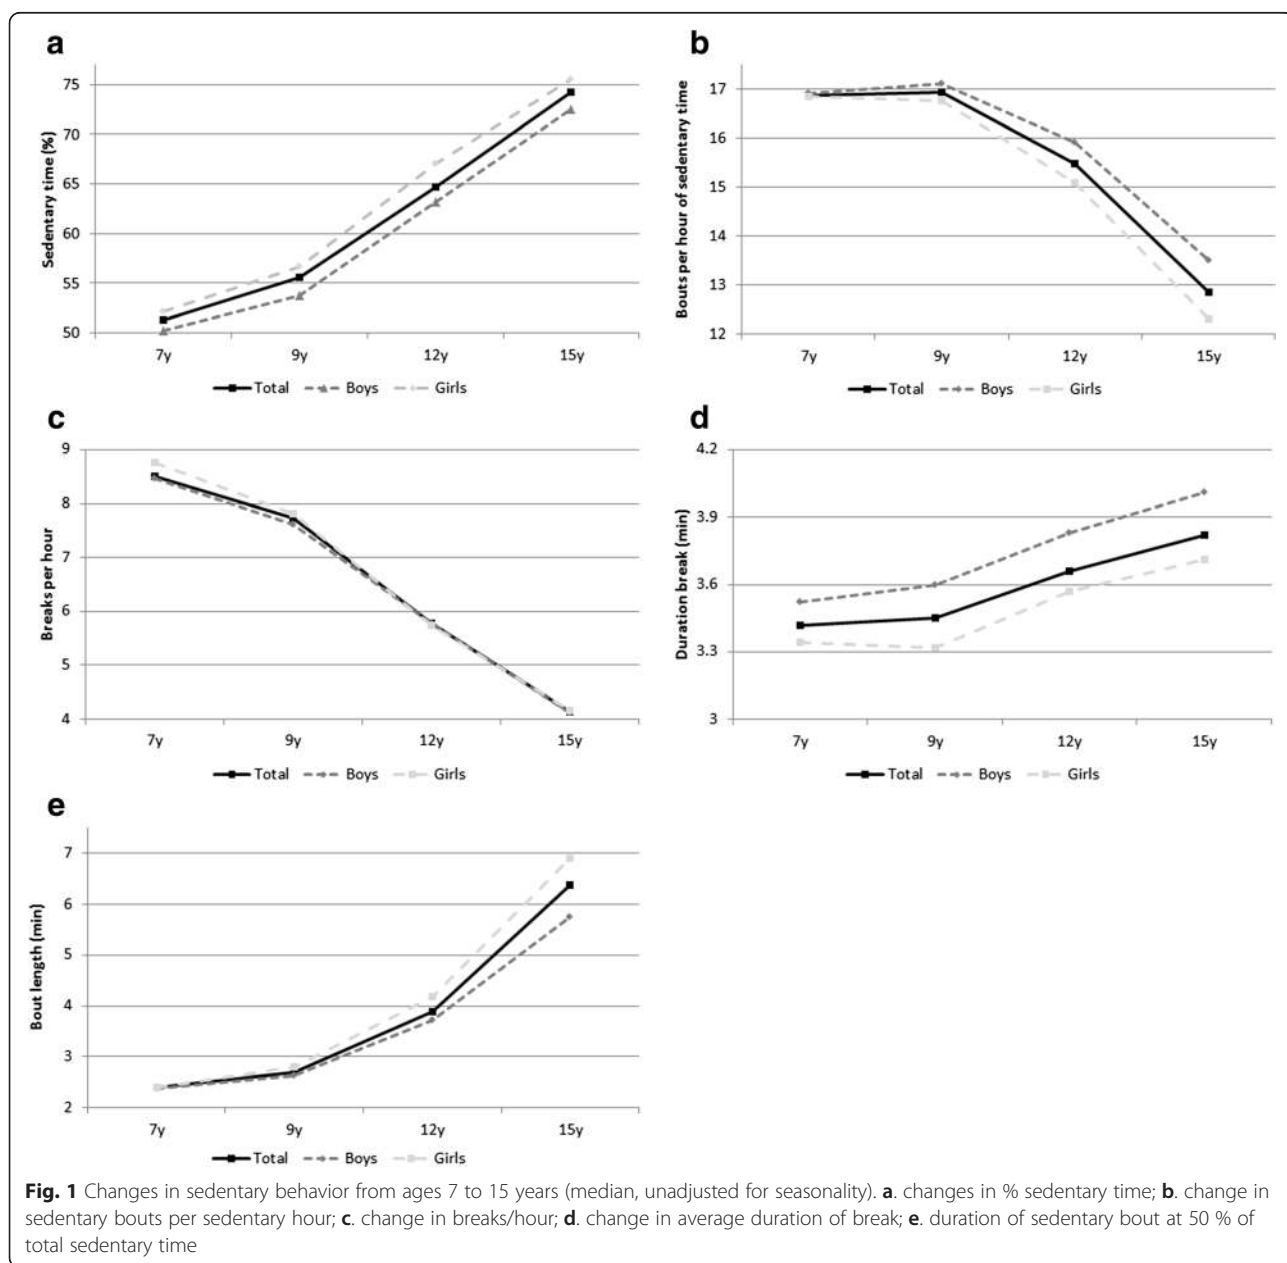 a
75
70
65
60
55
50
Sedentary time (%)
7y 9y 12y 15y
Total Boys Girls
b
17
16
15
14
13
12
Bouts per hour of sedentary time
7y 9y 12y 15y
Total Boys Girls
c
9
8
7
6
5
4
Breaks per hour
7y 9y 12y 15y
Total Boys Girls
d
4.2
3.9
3.6
3.3
3
Duration break (min)
7y 9y 12y 15y
Total Boys Girls
e
7
6
5
4
3
2
Bout length (min)
7y 9y 12y 15y
Total Boys Girls
Fig. 1 Changes in sedentary behavior from ages 7 to 15 years (median, unadjusted for seasonality). a. changes in % sedentary time; b. change in
sedentary bouts per sedentary hour; c. change in breaks/hour; d. change in average duration of break; e. duration of sedentary bout at 50 % of
total sedentary time